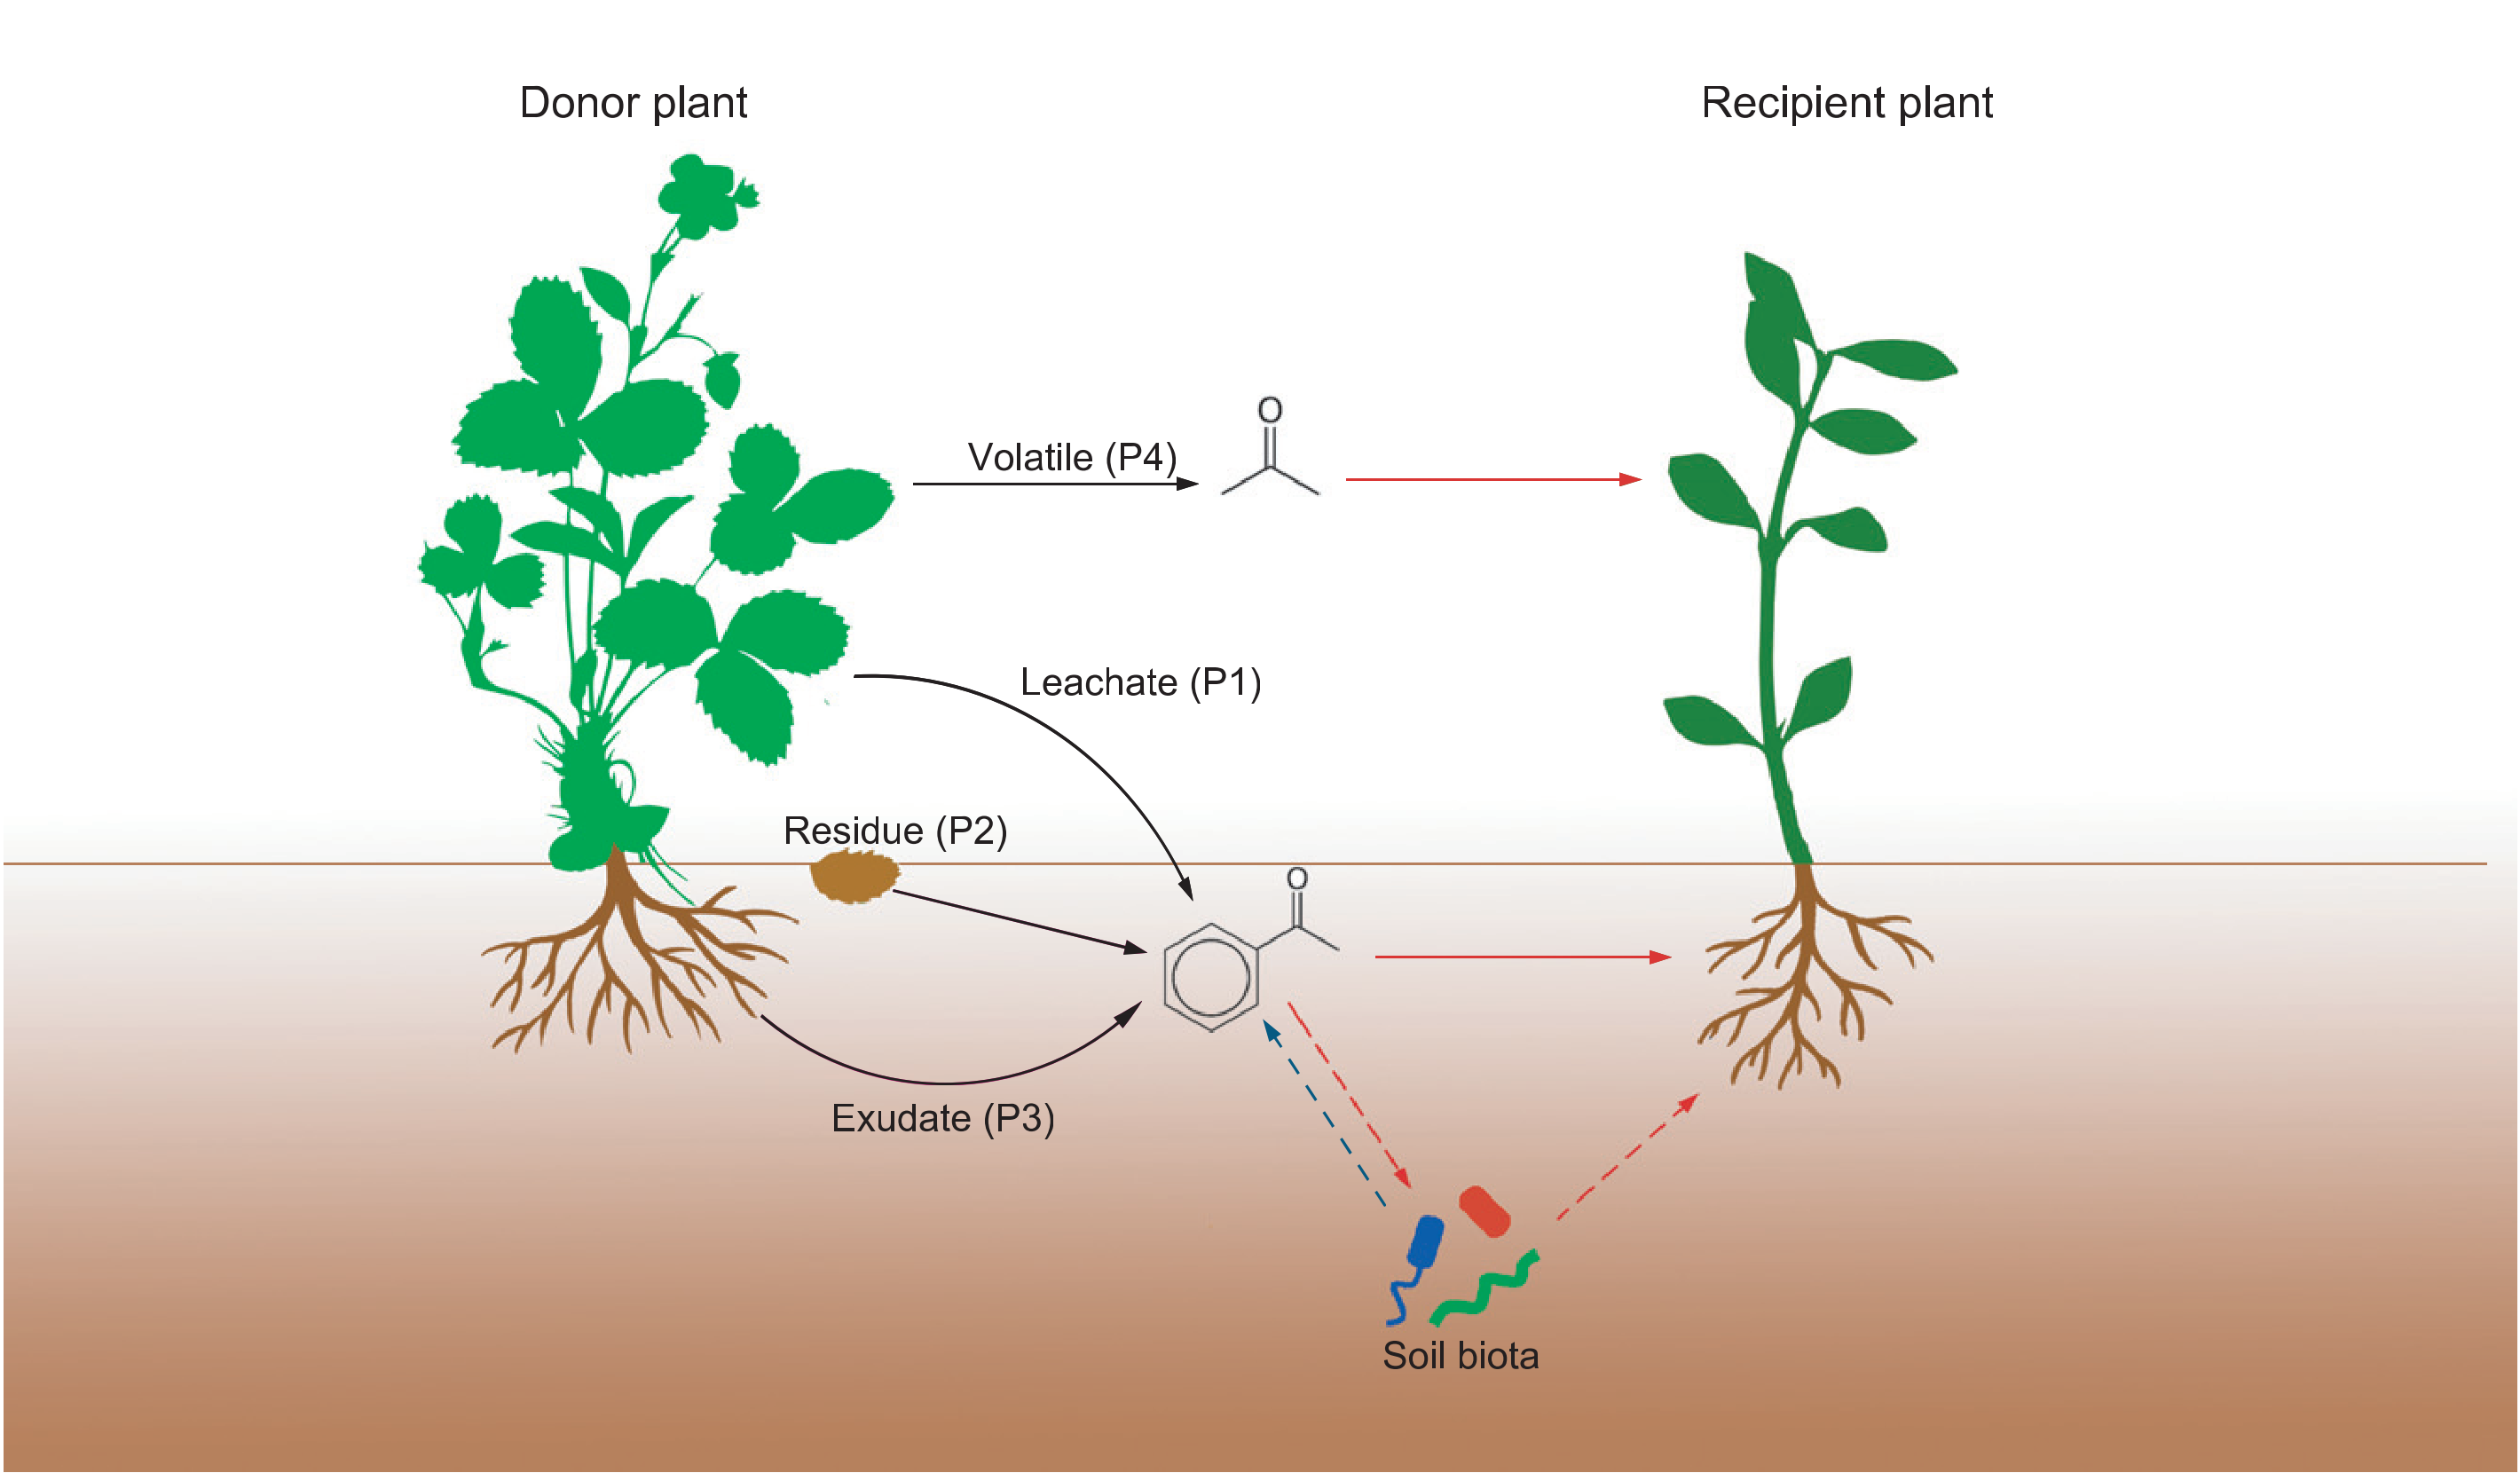 Donor plant
Recipient plant
O
Volatile (P4)
Leachate (P1)
Residue (P2)
O
Exudate (P3)
Soil biota